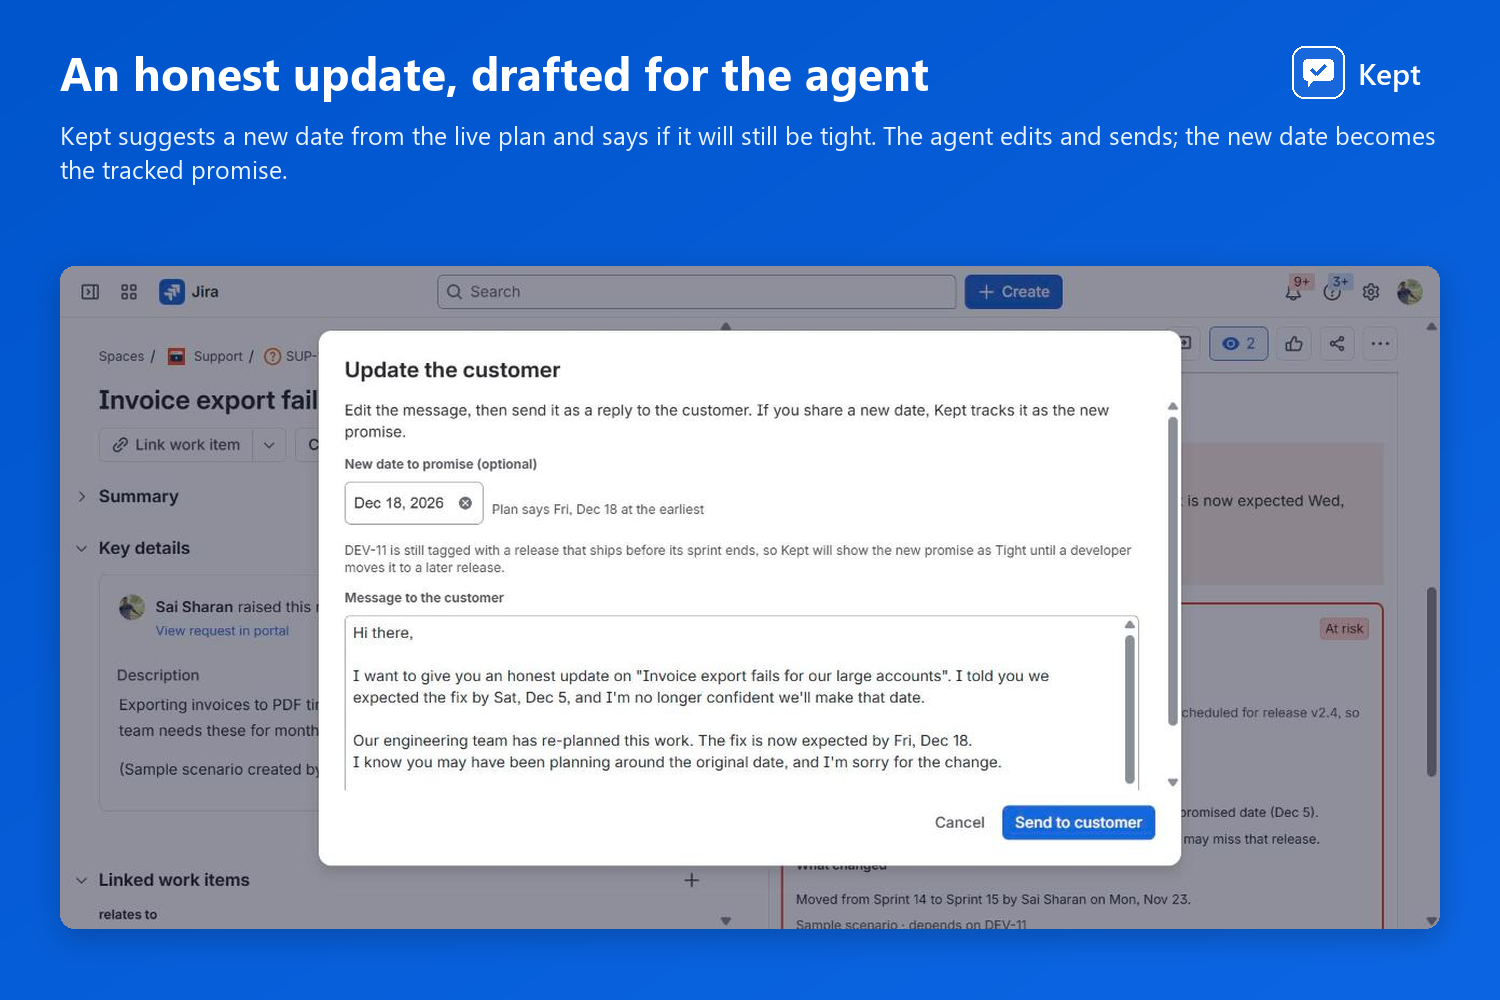 An honest update, drafted for the agent
Kept
Kept suggests a new date from the live plan and says if it will still be tight. The agent edits and sends; the new date becomes
the tracked promise.
Jira
Search
Create
9+
3+
Spaces / Support / SUP-
2
Invoice export fail
Link work item
Summary
Key details
Sai Sharan raised this
View request in portal
Description
Exporting invoices to PDF
team needs these for month
(Sample scenario created by
Linked work items
relates to
Update the customer
Edit the message, then send it as a reply to the customer. If you share a new date, Kept tracks it as the new
promise.
New date to promise (optional)
Dec 18, 2026
Plan says Fri, Dec 18 at the earliest
DEV-11 is still tagged with a release that ships before its sprint ends, so Kept will show the new promise as Tight until a developer
moves it to a later release.
Message to the customer
Hi there,
I want to give you an honest update on "Invoice export fails for our large accounts". I told you we
expected the fix by Sat, Dec 5, and I'm no longer confident we'll make that date.
Our engineering team has re-planned this work. The fix is now expected by Fri, Dec 18.
I know you may have been planning around the original date, and I'm sorry for the change.
Cancel
Send to customer
is now expected Wed,
At risk
cheduled for release v2.4, so
promised date (Dec 5).
may miss that release.
What changed
Moved from Sprint 14 to Sprint 15 by Sai Sharan on Mon, Nov 23.
Sample scenario · depends on DEV-11